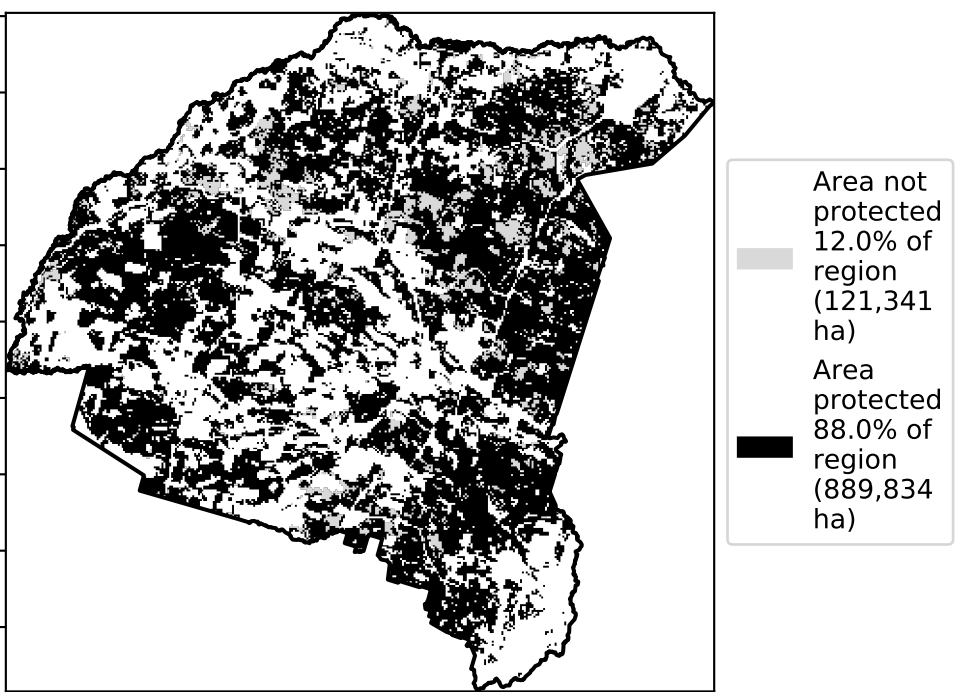 Area not
protected
12.0% of
region
(121,341
ha)
Area
protected
88.0% of
region
(889,834
ha)